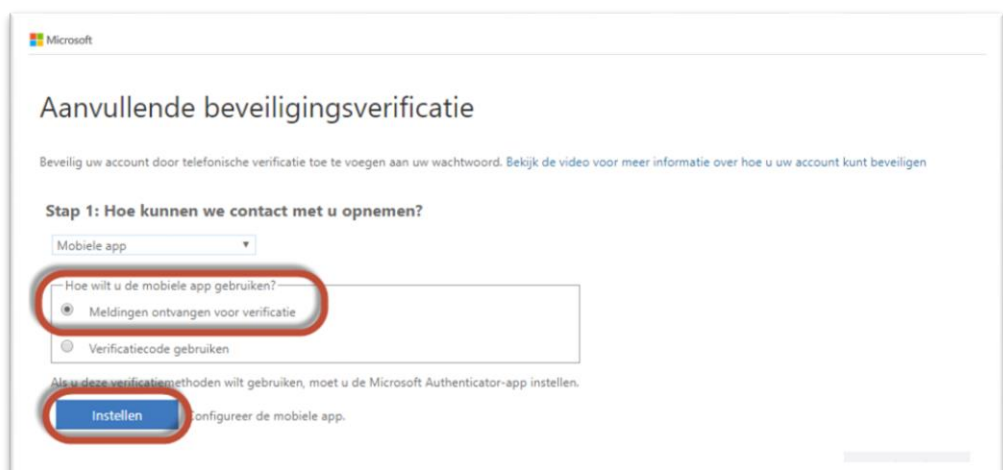 Microsoft
Aanvullende beveiligingsverificatie
Beveilig uw account door telefonische verificatie toe te voegen aan uw wachtwoord. Bekijk de video voor meer informatie over hoe u uw account kunt beveiligen
Stap 1: Hoe kunnen we contact met u opnemen?
Mobiele app
Hoe wilt u de mobiele app gebruiken?
Meldingen ontvangen voor verificatie
Verificatiecode gebruiken
Als u deze verificatiemethoden wilt gebruiken, moet u de Microsoft Authenticator-app instellen.
Instellen Configureer de mobiele app.